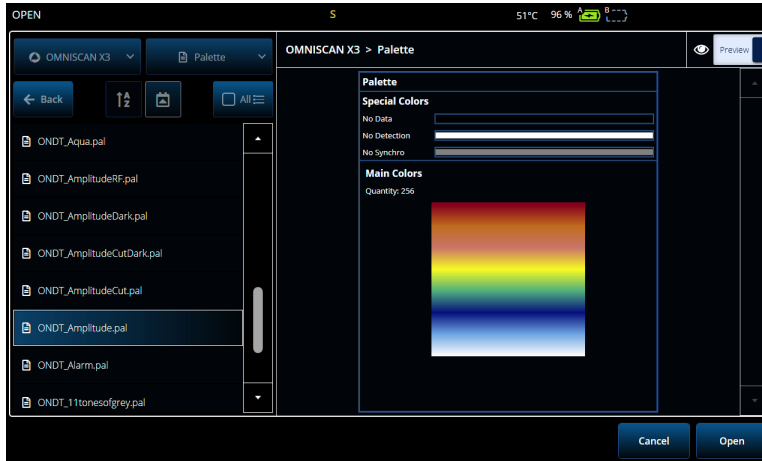 OPEN S 51°C 96 % A B
OMNISCAN X3 Palette
OMNISCAN X3 > Palette
Preview
Back
A
Z
All
ONDT_Aqua.pal
ONDT_AmplitudeRF.pal
ONDT_AmplitudeDark.pal
ONDT_AmplitudeCutDark.pal
ONDT_AmplitudeCut.pal
ONDT_Amplitude.pal
ONDT_Alarm.pal
ONDT_11tonesofgrey.pal
Palette
Special Colors
No Data
No Detection
No Synchro
Main Colors
Quantity: 256
Cancel Open